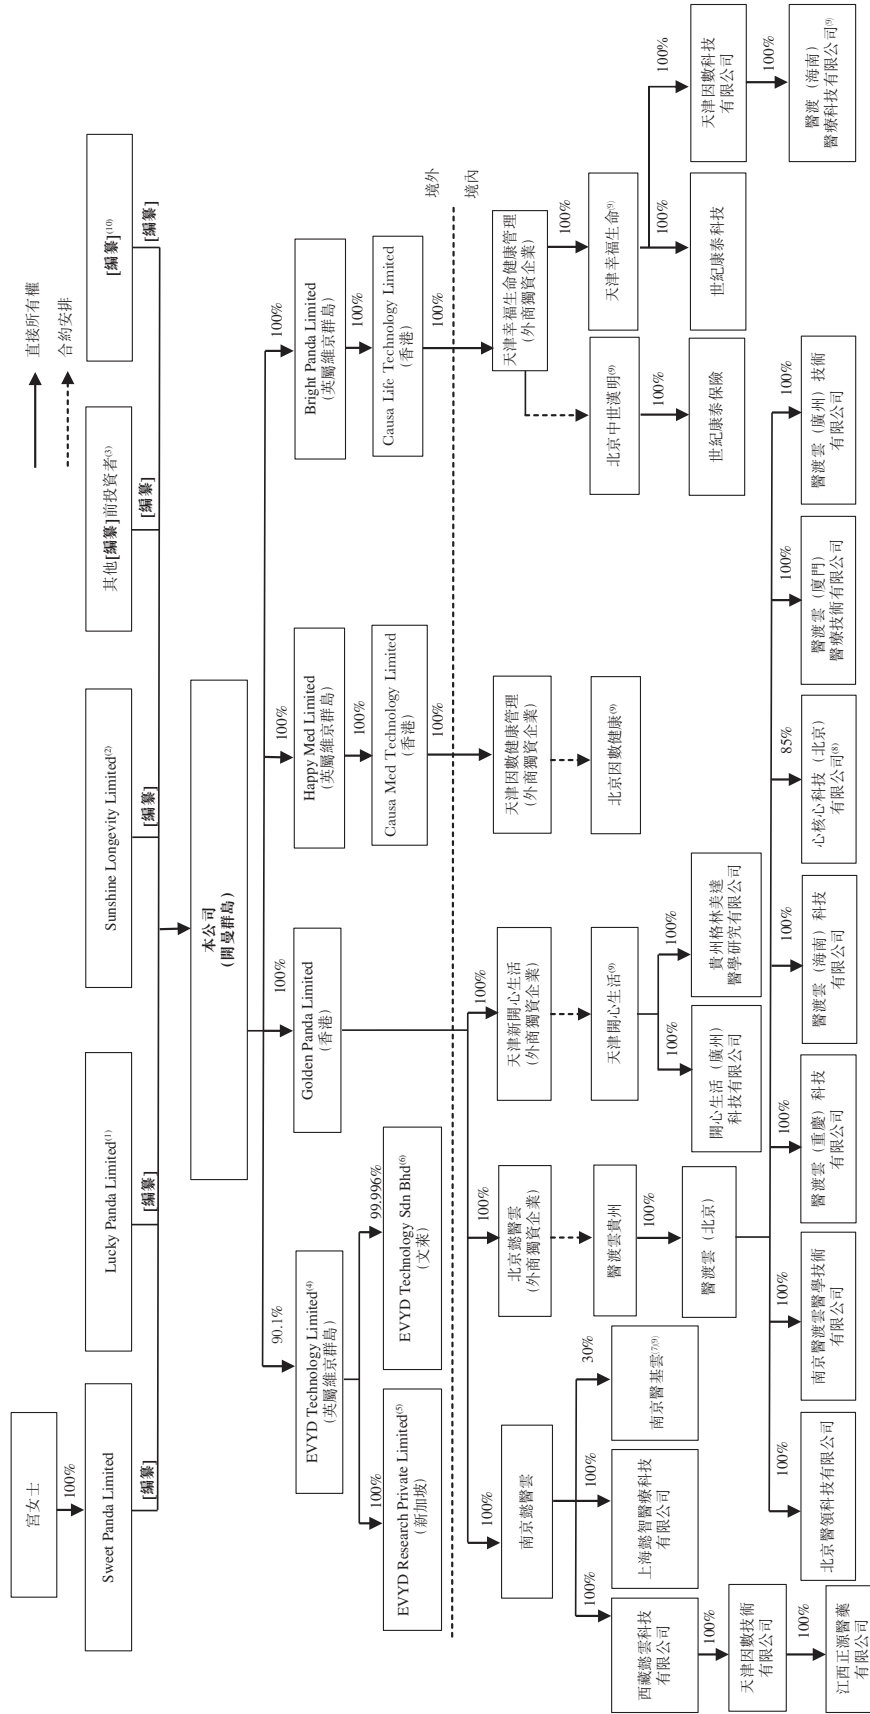 直接所有權
合約安排
宮女士
100%
Sweet Panda Limited
Lucky Panda Limited(1)
Sunshine Longevity Limited(2)
其他[編纂]前投資者(3)
[編纂](10)
[編纂]
[編纂]
[編纂]
[編纂]
[編纂]
本公司
(開曼群島)
90.1%
100%
100%
100%
EVYD Technology Limited(4)
(英屬維京群島)
Golden Panda Limited
(香港)
Happy Med Limited
(英屬維京群島)
Bright Panda Limited
(英屬維京群島)
100%
99.996%
100%
100%
EVYD Research Private Limited(5)
(新加坡)
EVYD Technology Sdn Bhd(6)
(文萊)
Causa Med Technology Limited
(香港)
Causa Life Technology Limited
(香港)
100%
100%
境外
境內
100%
100%
100%
南京懿醫雲
北京懿醫雲
(外商獨資企業)
天津新開心生活
(外商獨資企業)
天津因數健康管理
(外商獨資企業)
天津幸福生命健康管理
(外商獨資企業)
100%
100%
100%
30%
西藏懿雲科技
有限公司
上海懿智醫療科技
有限公司
南京醫基雲(7)(9)
醫渡雲貴州
天津開心生活(9)
北京因數健康(9)
北京中世漢明(9)
天津幸福生命(9)
100%
100%
100%
100%
100%
100%
100%
天津因數技術
有限公司
醫渡雲(北京)
開心生活(廣州)
科技有限公司
貴州格林美達
醫學研究有限公司
世紀康泰保險
世紀康泰科技
天津因數科技
有限公司
100%
100%
100%
100%
100%
100%
85%
100%
100%
江西正源醫藥
有限公司
北京醫領科技有限公司
南京醫渡雲醫學技術
有限公司
醫渡雲(重慶)科技
有限公司
醫渡雲(海南)科技
有限公司
心核心科技(北京)
有限公司(8)
醫渡雲(廈門)
醫療技術有限公司
醫渡雲(廣州)技術
有限公司
醫渡(海南)
醫療科技有限公司(9)